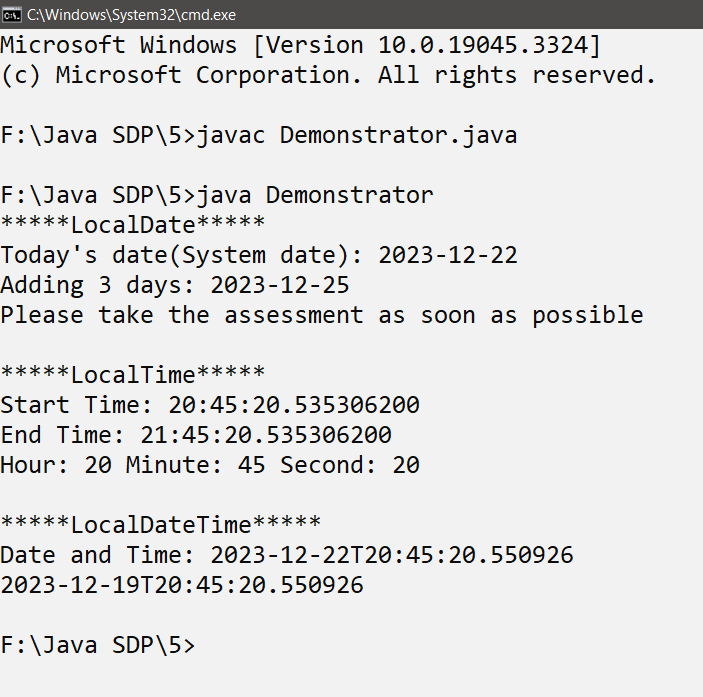 C:\Windows\System32\cmd.exe
Microsoft Windows [Version 10.0.19045.3324]
(c) Microsoft Corporation. All rights reserved.
F:\Java SDP\5>javac Demonstrator.java
F:\Java SDP\5>java Demonstrator
*****LocalDate*****
Today's date(System date): 2023-12-22
Adding 3 days: 2023-12-25
Please take the assessment as soon as possible
*****LocalTime*****
Start Time: 20:45:20.535306200
End Time: 21:45:20.535306200
Hour: 20 Minute: 45 Second: 20
*****LocalDateTime*****
Date and Time: 2023-12-22T20:45:20.550926
2023-12-19T20:45:20.550926
F:\Java SDP\5>